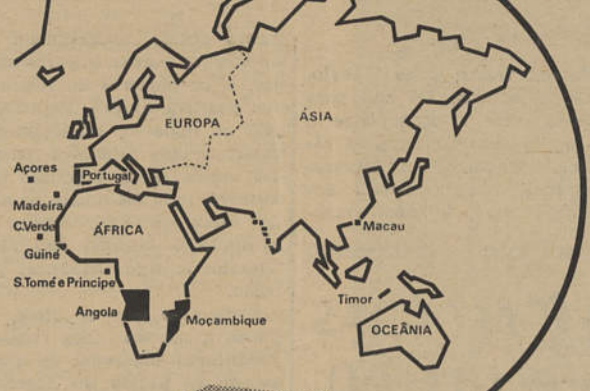 EUROPA
ÁSIA
Açores
Portugal
Madeira
C.Verde
ÁFRICA
Macau
Guiné
S.Tomé e Principe
Timor
Angola
Moçambique
OCEÂNIA